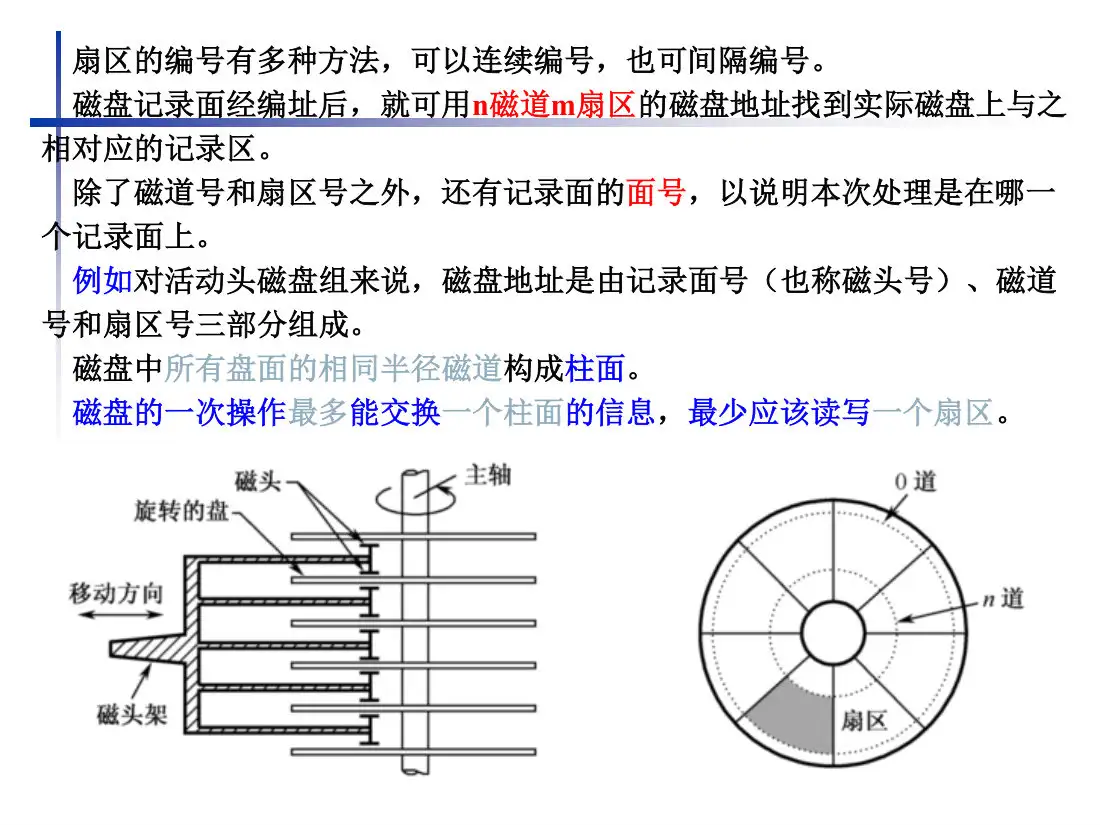 扇区的编号有多种方法，可以连续编号，也可间隔编号。
磁盘记录面经编址后，就可用n磁道m扇区的磁盘地址找到实际磁盘上与之
相对应的记录区。
除了磁道号和扇区号之外，还有记录面的面号，以说明本次处理是在哪一
个记录面上。
例如对活动头磁盘组来说，磁盘地址是由记录面号（也称磁头号）、磁道
号和扇区号三部分组成。
磁盘中所有盘面的相同半径磁道构成柱面。
磁盘的一次操作最多能交换一个柱面的信息，最少应该读写一个扇区。
磁头
主轴
旋转的盘
移动方向
磁头架
0 道
n 道
扇区